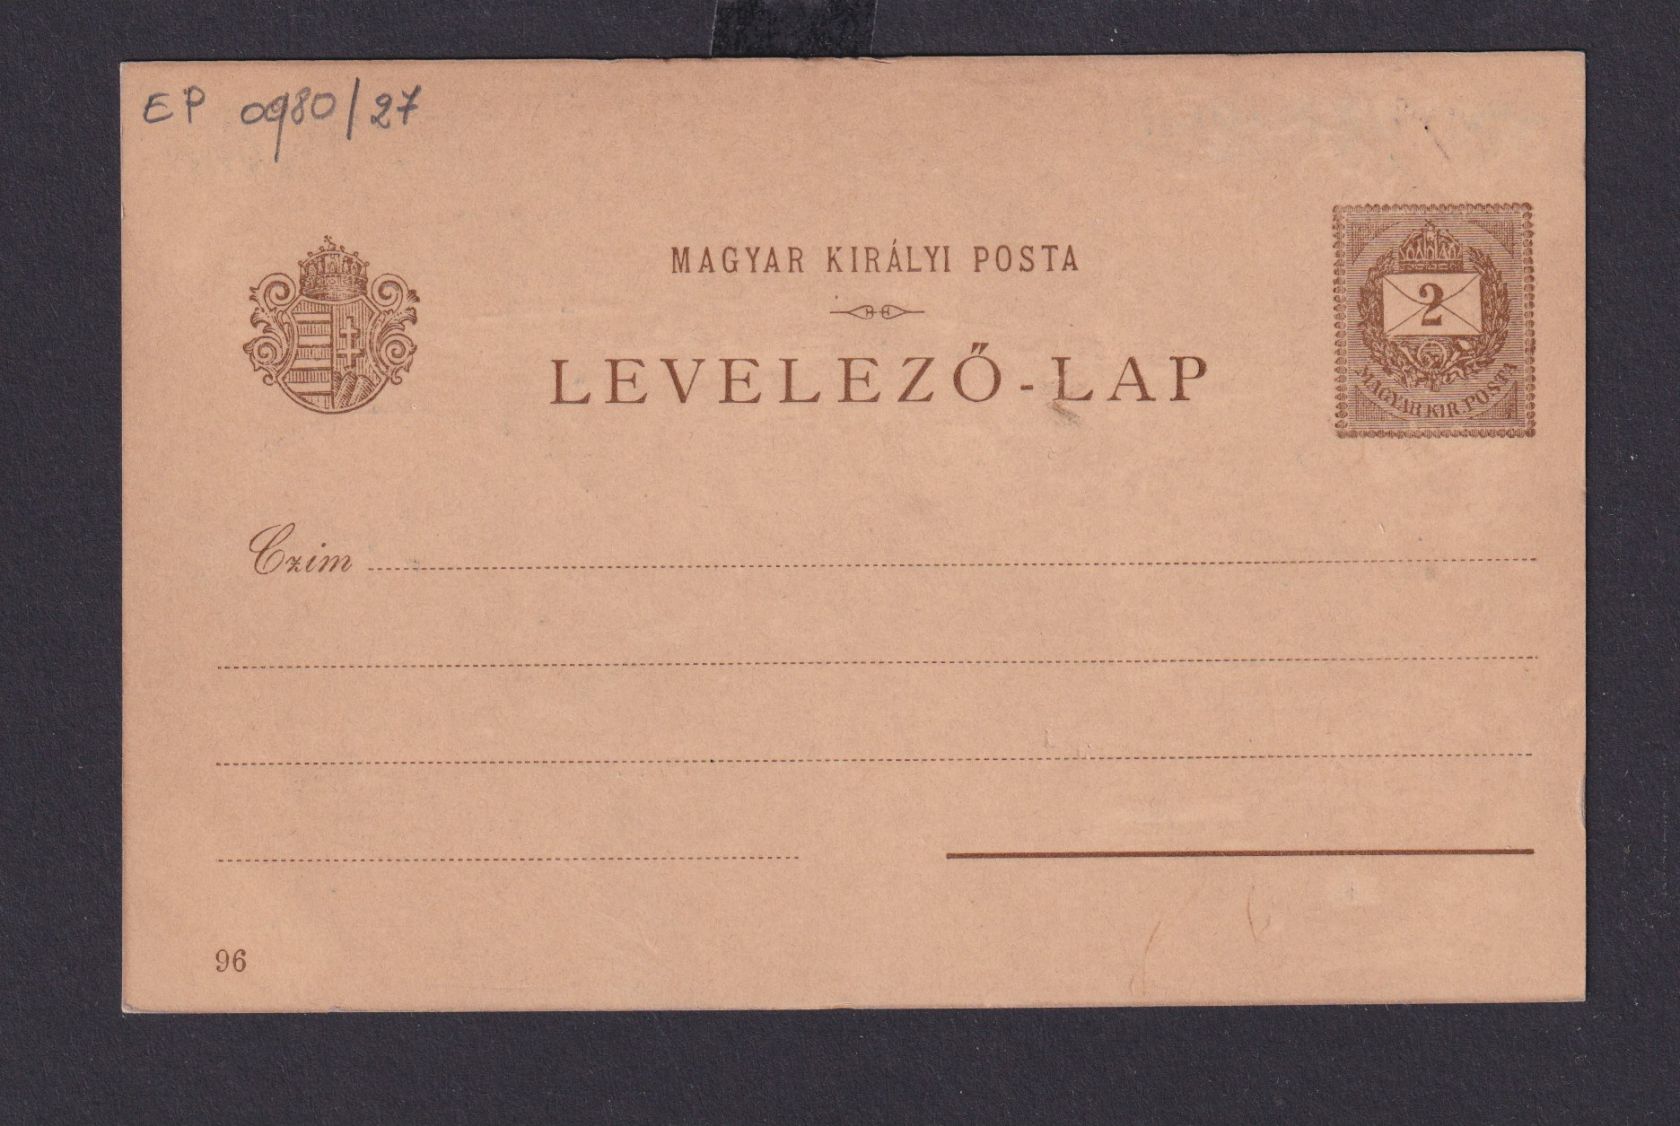 EP 0980/27
MAGYAR KIRÁLYI POSTA
LEVELEZŐ-LAP
2
MAGYAR KIR. POSTA
Czim
96